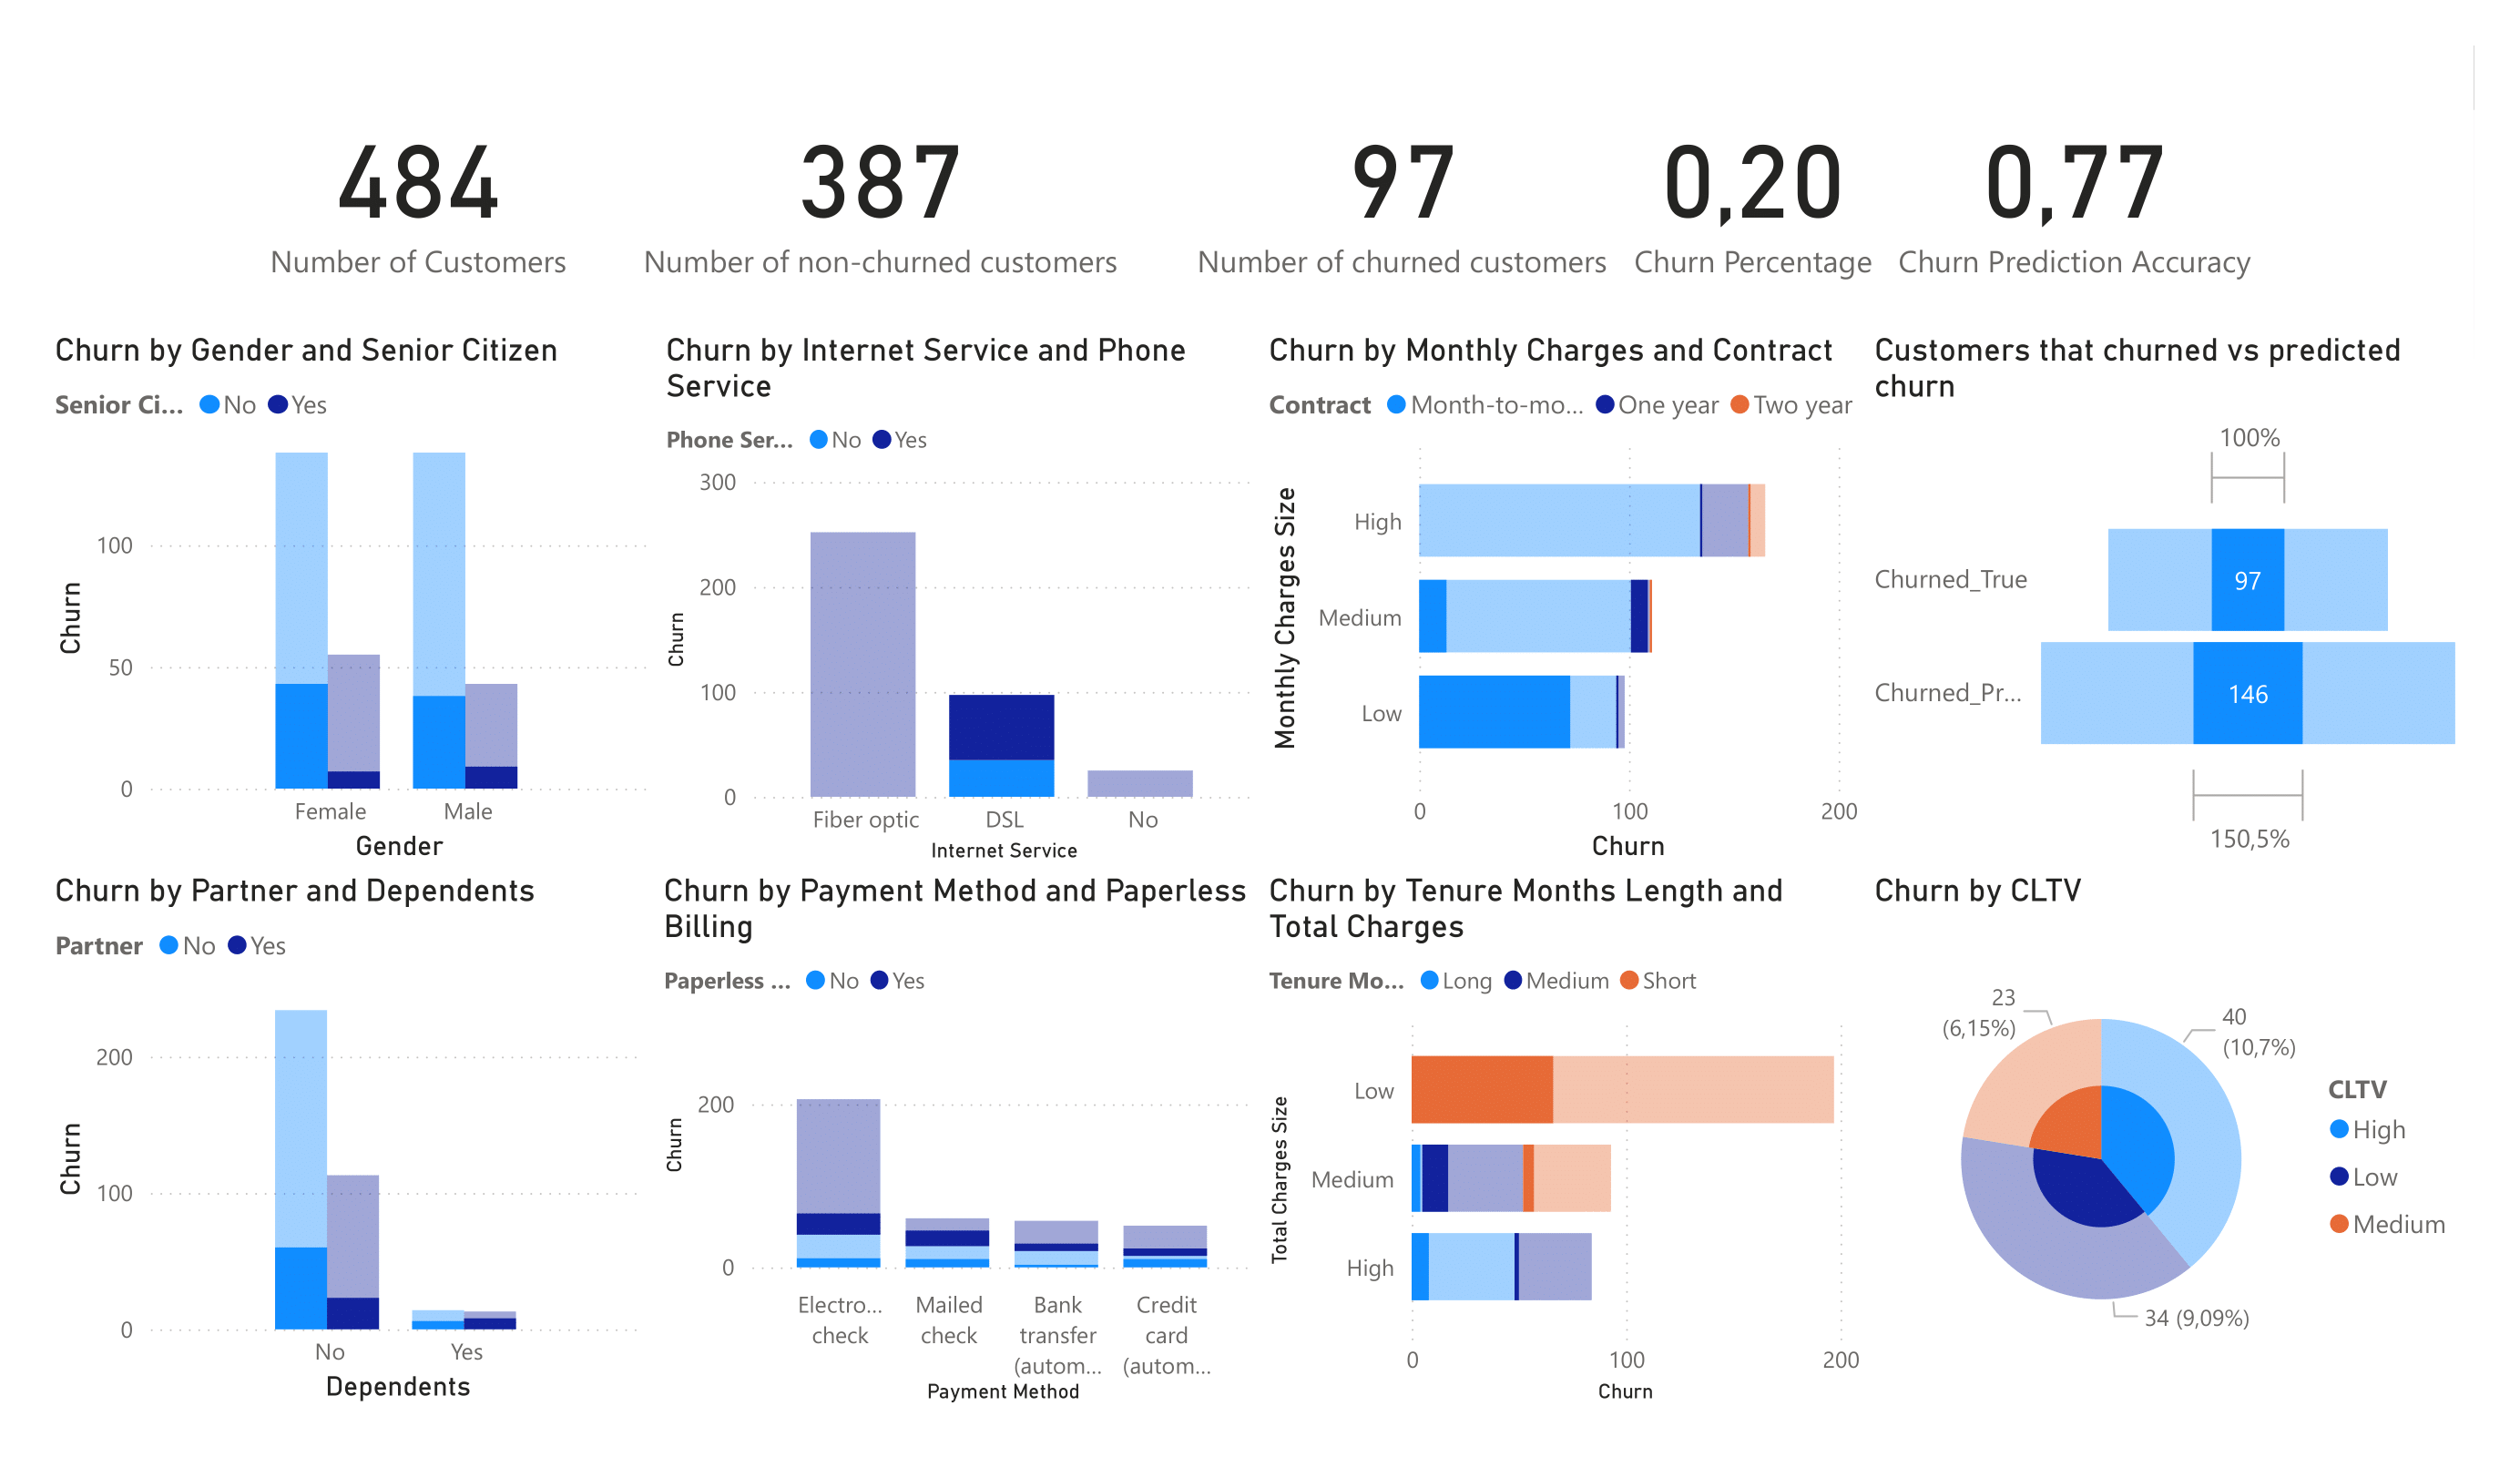 484
Number of Customers
387
Number of non-churned customers
97
Number of churned customers
0,20
Churn Percentage
0,77
Churn Prediction Accuracy
Churn by Gender and Senior Citizen
Senior Ci... No Yes
100
50
0
Churn
Female Male
Gender
Churn by Internet Service and Phone
Service
Phone Ser... No Yes
300
200
100
0
Churn
Fiber optic DSL No
Internet Service
Churn by Monthly Charges and Contract
Contract Month-to-mo... One year Two year
Monthly Charges Size
High
Medium
Low
0 100 200
Churn
Customers that churned vs predicted
churn
100%
Churned_True 97
Churned_Pr... 146
150,5%
Churn by Partner and Dependents
Partner No Yes
200
100
0
Churn
No Yes
Dependents
Churn by Payment Method and Paperless
Billing
Paperless ... No Yes
200
0
Churn
Electro...
check
Mailed
check
Bank
transfer
(autom...
Credit
card
(autom...
Payment Method
Churn by Tenure Months Length and
Total Charges
Tenure Mo... Long Medium Short
Total Charges Size
Low
Medium
High
0 100 200
Churn
Churn by CLTV
23
(6,15%)
40
(10,7%)
34 (9,09%)
CLTV
High
Low
Medium